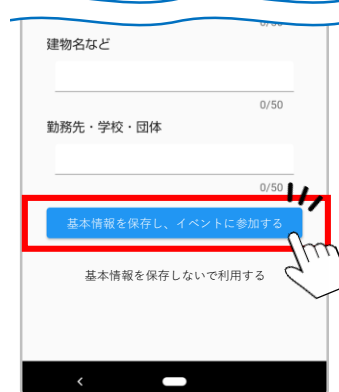 建物名など
0/50
勤務先・学校・団体
0/50
基本情報を保存し、イベントに参加する
基本情報を保存しないで利用する